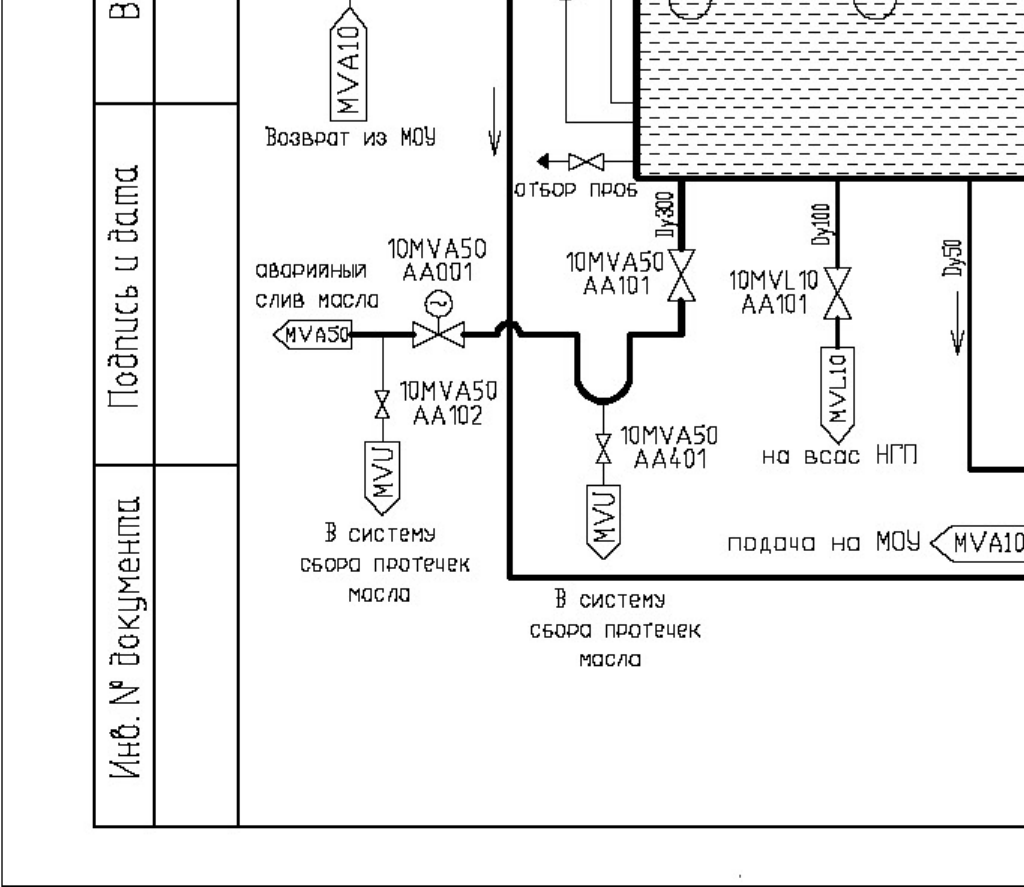 В
MVA10
Возврат из МОУ
отбор проб
Dy300
Dy100
Dy50
Подпись и дата
10MVA50
AA001
аварийный
слив масла
MVA50
10MVA50
AA101
10MVL10
AA101
10MVA50
AA102
MVL10
10MVA50
AA401
на всас НГП
MVU
MVU
В систему
сбора протечек
масла
подача на МОУ
MVA10
В систему
сбора протечек
масла
Инв. № документа